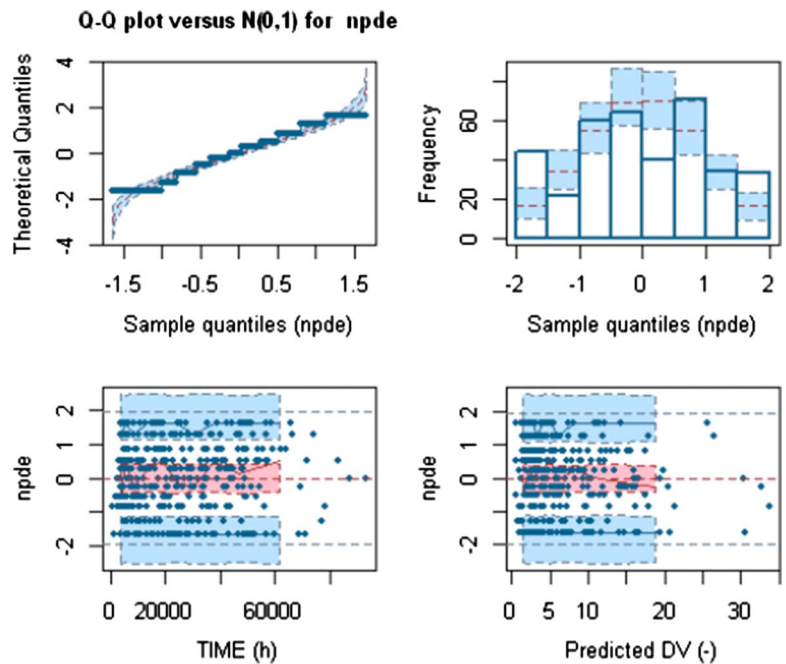 Q-Q plot versus N(0,1) for npde
Theoretical Quantiles
4
2
0
-2
-4
-1.5 -0.5 0.5 1.5
Sample quantiles (npde)
Frequency
60
20
0
-2 -1 0 1 2
Sample quantiles (npde)
npde
2
1
0
-2
0 20000 60000
TIME (h)
npde
2
1
0
-2
0 5 10 20 30
Predicted DV (-)